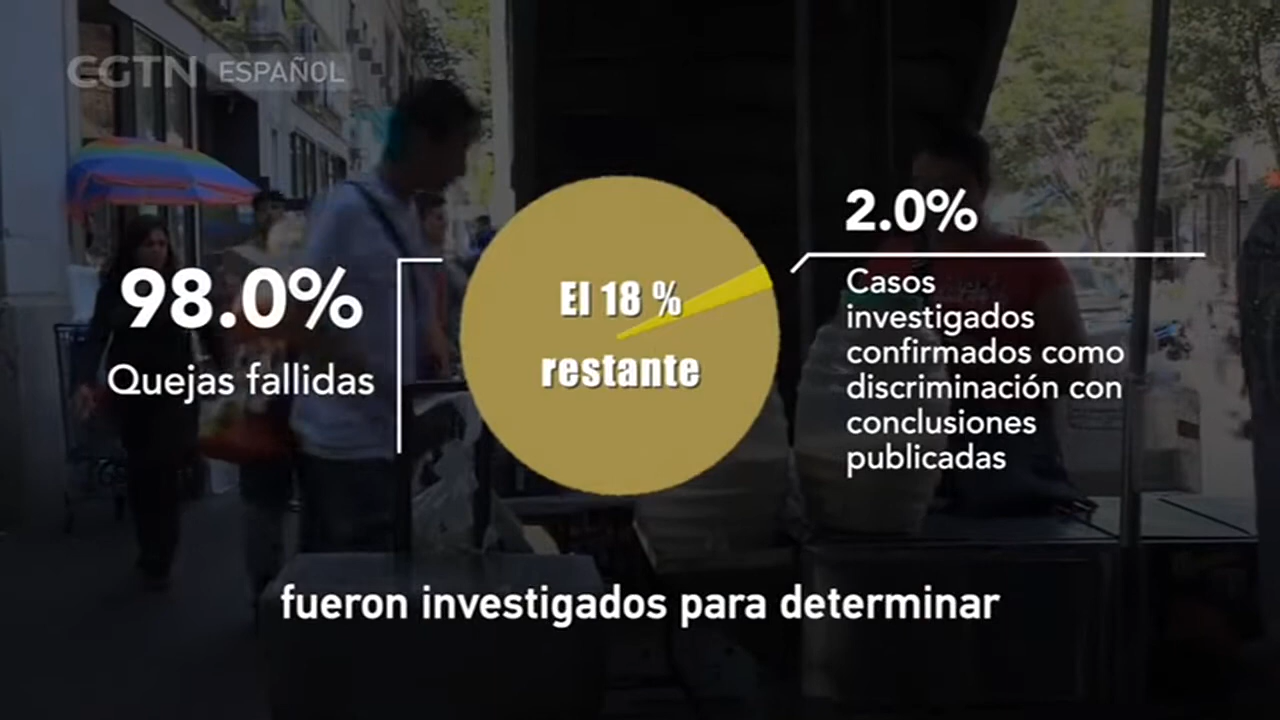 CGTN ESPAÑOL
98.0%
Quejas fallidas
El 18 %
restante
2.0%
Casos
investigados
confirmados como
discriminación con
conclusiones
publicadas
fueron investigados para determinar